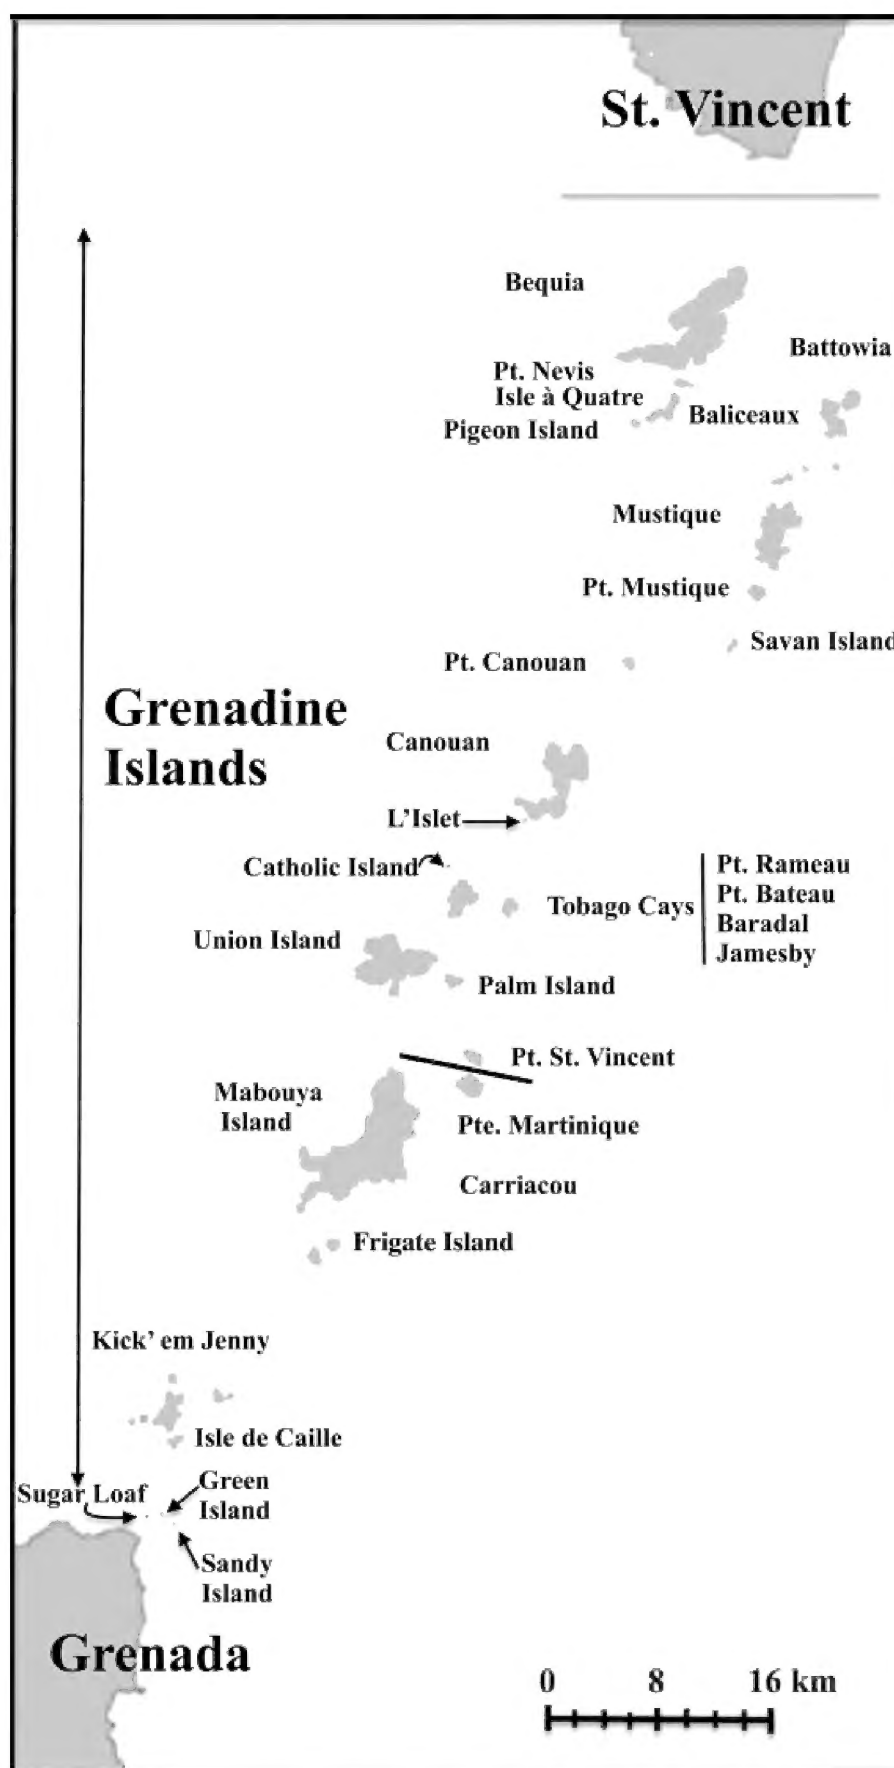 St. Vincent
Bequia
Battowia
Pt. Nevis
Isle à Quatre
Baliceaux
Pigeon Island
Mustique
Pt. Mustique
Savan Island
Pt. Canouan
Grenadine
Islands
Canouan
L'Islet
Catholic Island
Pt. Rameau
Pt. Bateau
Tobago Cays
Baradal
Jamesby
Union Island
Palm Island
Pt. St. Vincent
Mabouya
Island
Pte. Martinique
Carriacou
Frigate Island
Kick' em Jenny
Isle de Caille
Sugar Loaf
Green
Island
Sandy
Island
Grenada
0 8 16 km